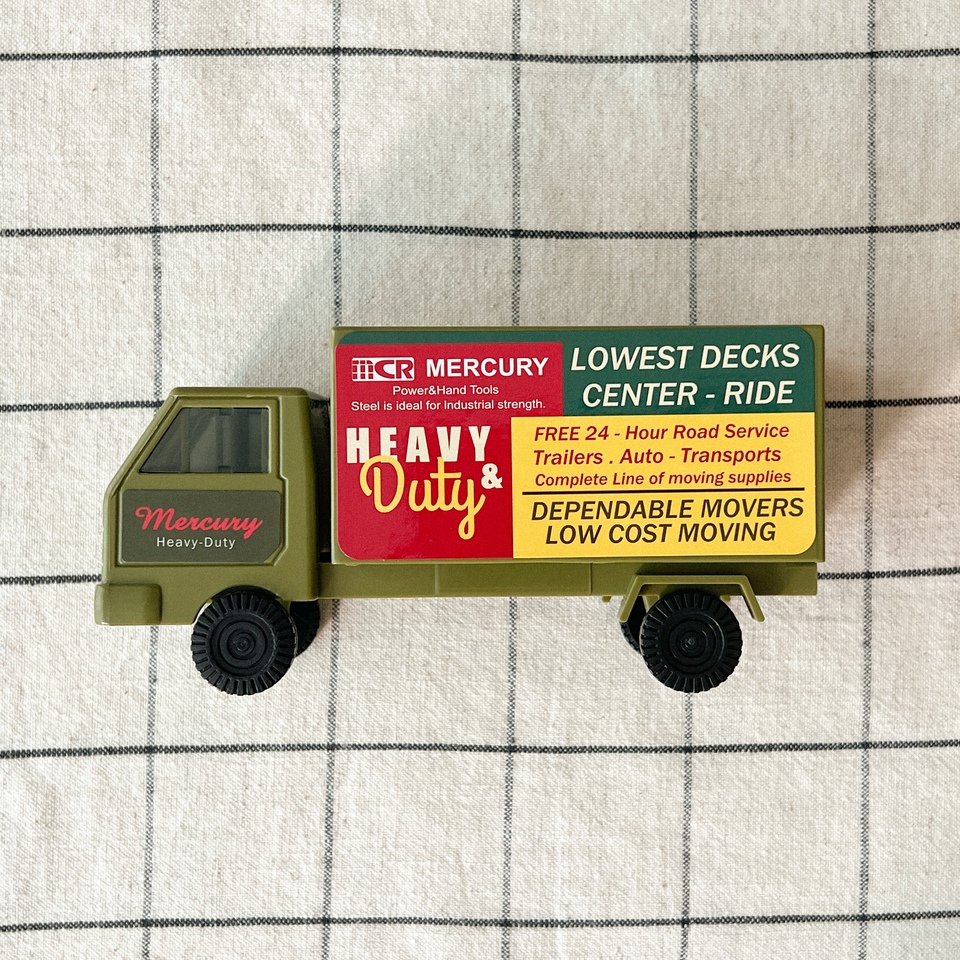 MCR MERCURY
Power&Hand Tools
Steel is ideal for Industrial strength.
HEAVY
&
Duty
LOWEST DECKS
CENTER - RIDE
FREE 24 - Hour Road Service
Trailers . Auto - Transports
Complete Line of moving supplies
DEPENDABLE MOVERS
LOW COST MOVING
Mercury
Heavy-Duty